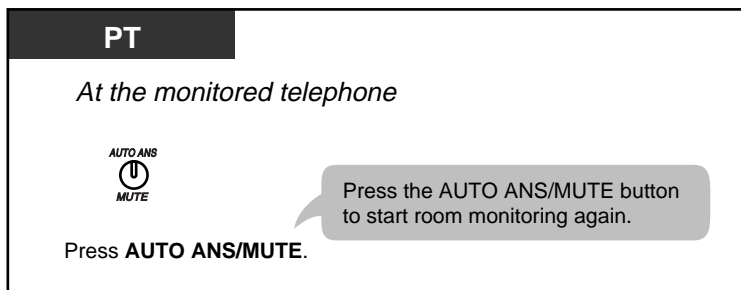 PT
At the monitored telephone
AUTO ANS
MUTE
Press the AUTO ANS/MUTE button
to start room monitoring again.
Press AUTO ANS/MUTE.